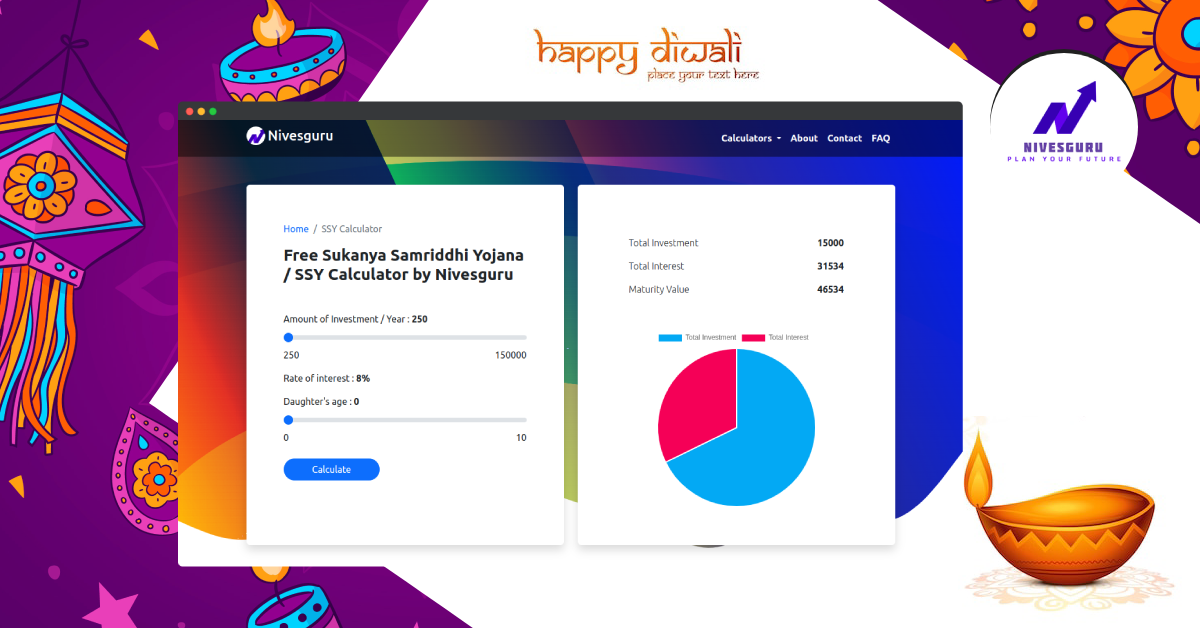 happy diwali
place your text here
Nivesguru
Calculators
About
Contact
FAQ
NIVESGURU
PLAN YOUR FUTURE
Home / SSY Calculator
Free Sukanya Samriddhi Yojana
/ SSY Calculator by Nivesguru
Amount of Investment / Year : 250
250
150000
Rate of interest : 8%
Daughter's age : 0
0
10
Calculate
Total Investment 15000
Total Interest 31534
Maturity Value 46534
Total Investment
Total Interest